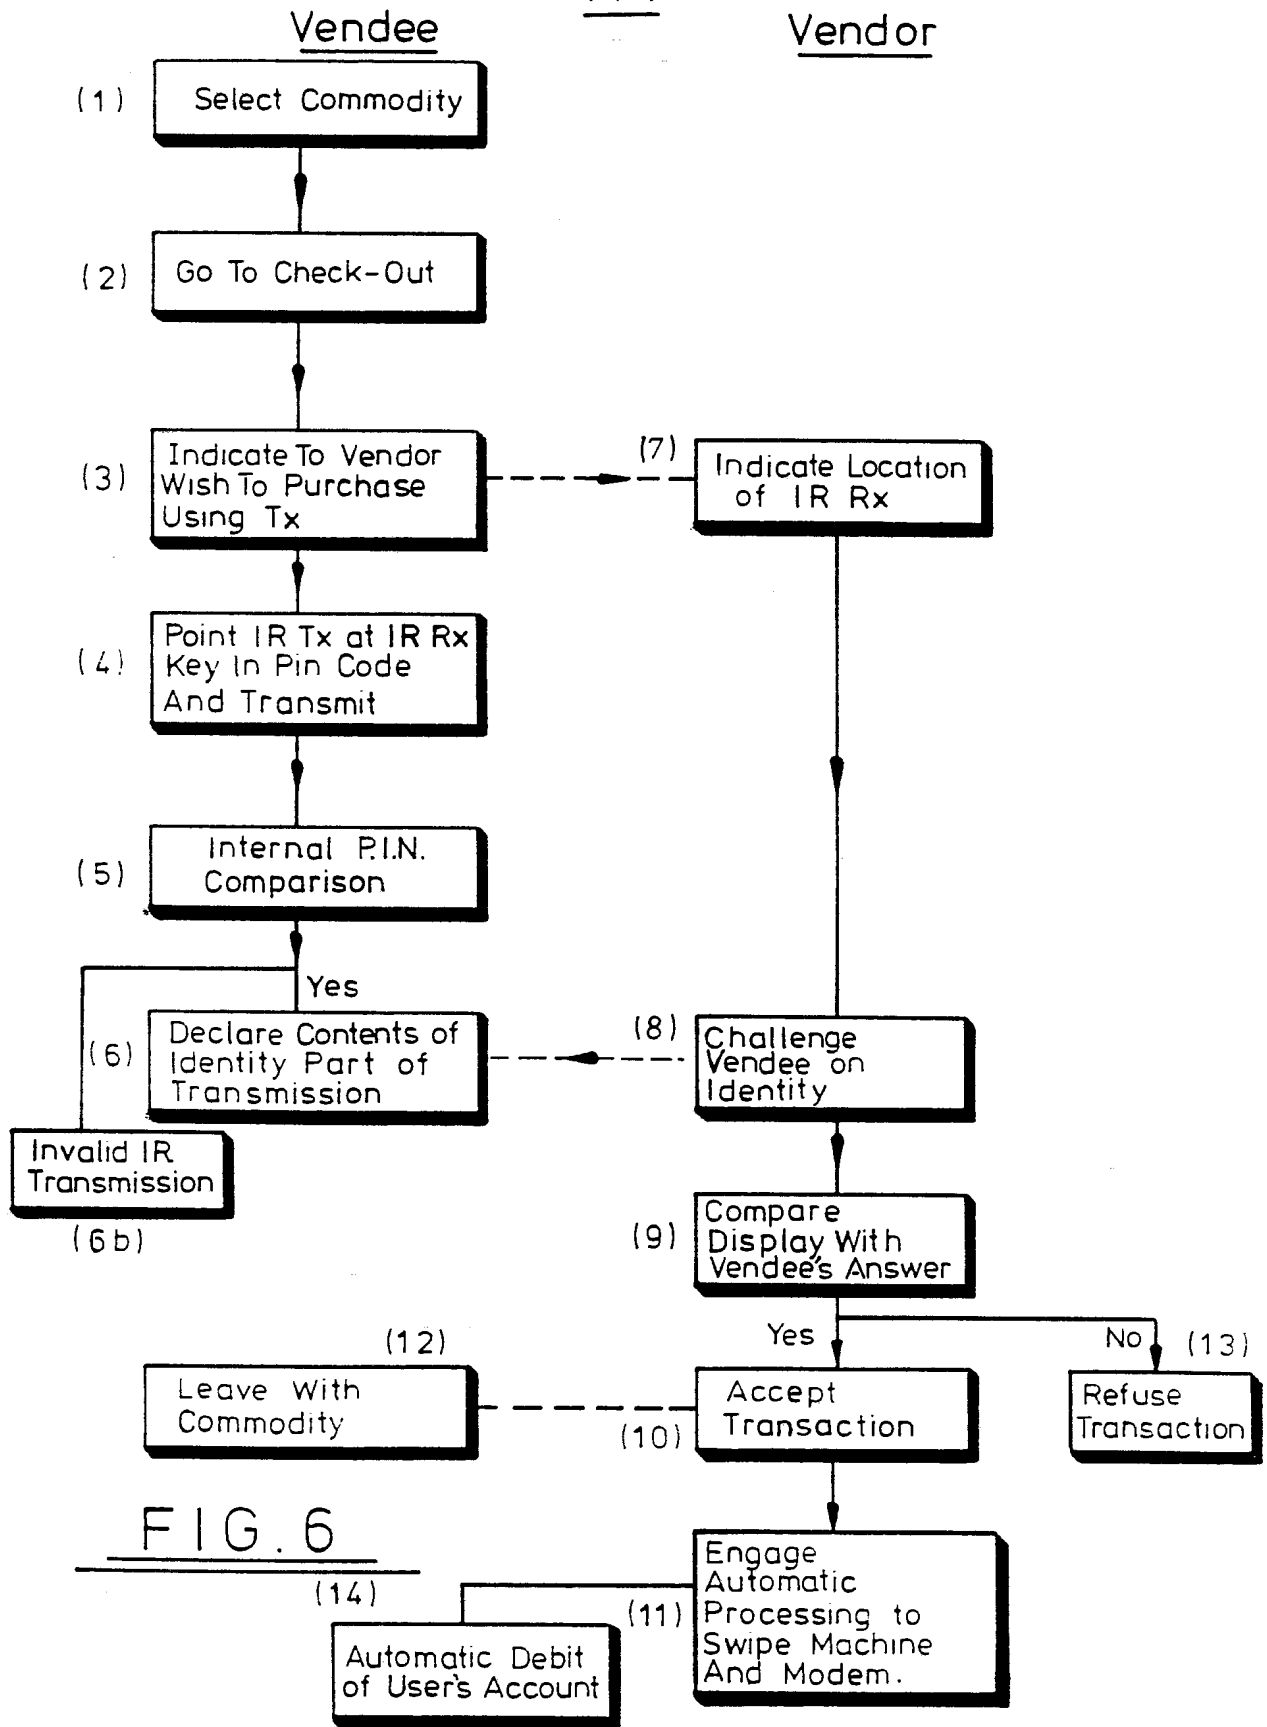 Vendee
Vendor
(1)
Select Commodity
(2)
Go To Check-Out
(3)
Indicate To Vendor
Wish To Purchase
Using Tx
(7)
Indicate Location
of IR Rx
(4)
Point IR Tx at IR Rx
Key In Pin Code
And Transmit
(5)
Internal P.I.N.
Comparison
Yes
(6)
Declare Contents of
Identity Part of
Transmission
(8)
Challenge
Vendee on
Identity
Invalid IR
Transmission
(6b)
(9)
Compare
Display With
Vendee's Answer
Yes
No
(13)
(12)
Leave With
Commodity
(10)
Accept
Transaction
Refuse
Transaction
FIG. 6
(14)
Automatic Debit
of User's Account
(11)
Engage
Automatic
Processing to
Swipe Machine
And Modem.